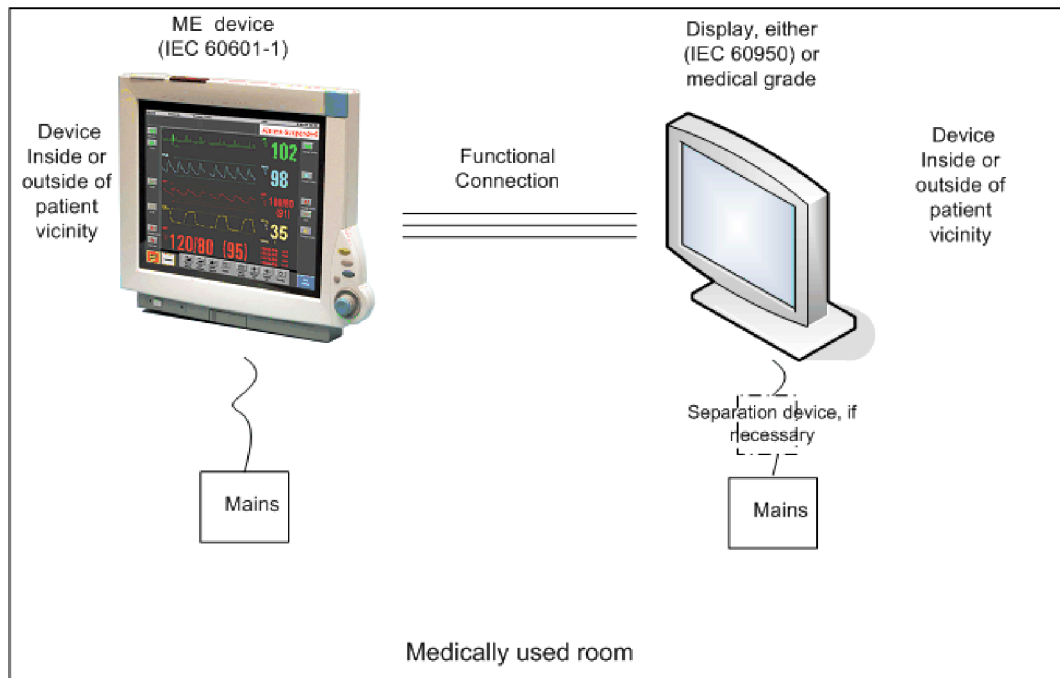 ME device
(IEC 60601-1)
Display, either
(IEC 60950) or
medical grade
Device
Inside or
outside of
patient
vicinity
102
98
(91)
35
120/80 (95)
Functional
Connection
Device
Inside or
outside of
patient
vicinity
Separation device, if
necessary
Mains
Mains
Medically used room